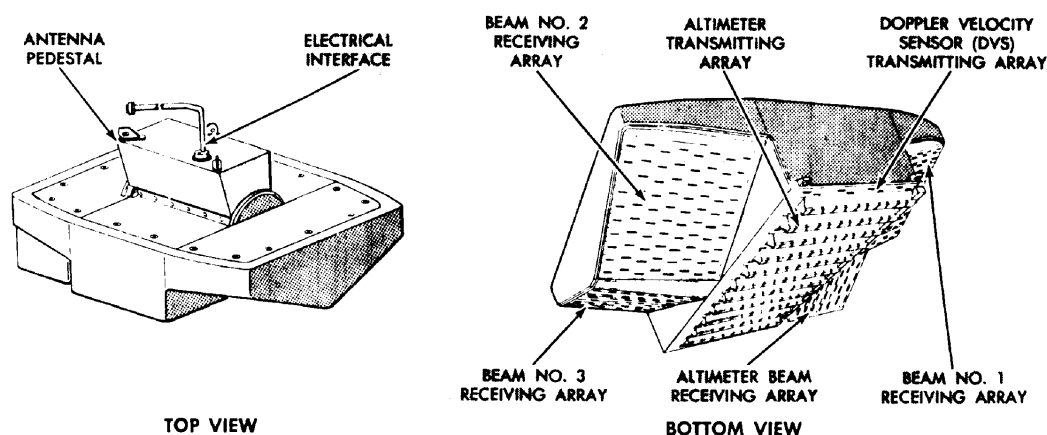 ANTENNA
PEDESTAL
ELECTRICAL
INTERFACE
TOP VIEW
BEAM NO. 2
RECEIVING
ARRAY
ALTIMETER
TRANSMITTING
ARRAY
DOPPLER VELOCITY
SENSOR (DVS)
TRANSMITTING ARRAY
BEAM NO. 3
RECEIVING ARRAY
ALTIMETER BEAM
RECEIVING ARRAY
BEAM NO. 1
RECEIVING ARRAY
BOTTOM VIEW